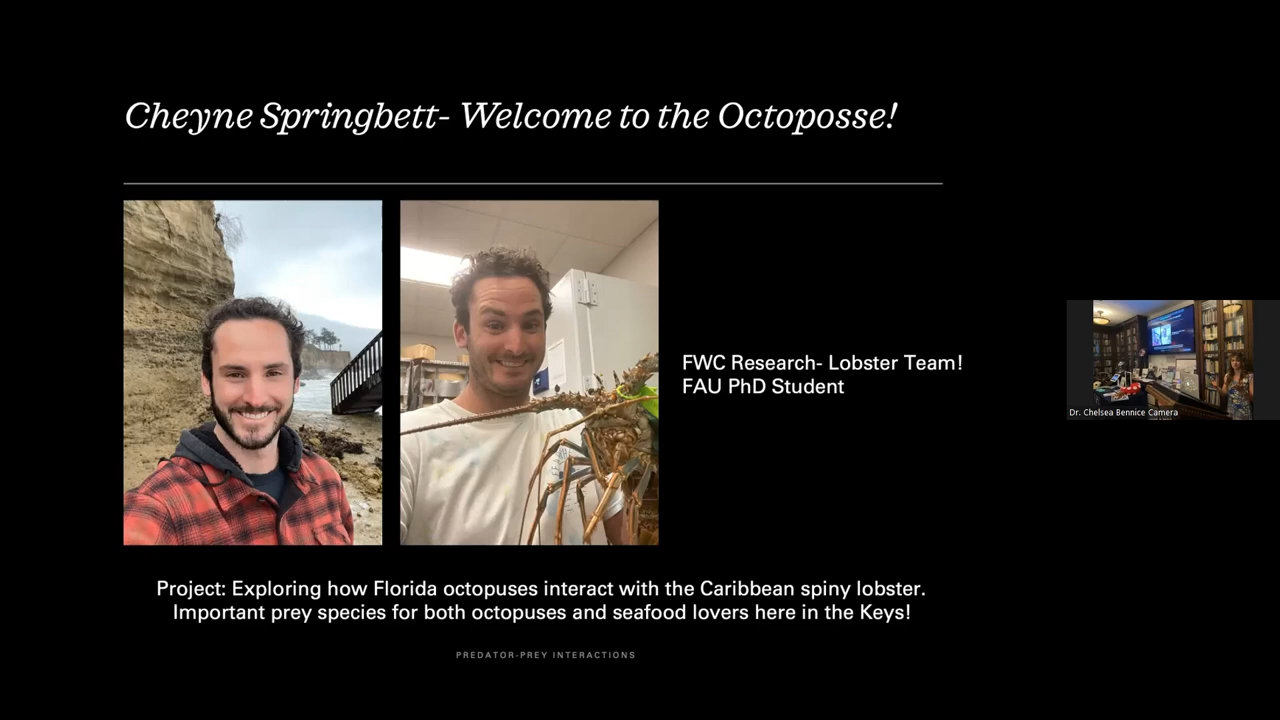 Cheyne Springbett- Welcome to the Octoposse!
FWC Research- Lobster Team!
FAU PhD Student
Dr. Chelsea Bennice Camera
Project: Exploring how Florida octopuses interact with the Caribbean spiny lobster.
Important prey species for both octopuses and seafood lovers here in the Keys!
PREDATOR-PREY INTERACTIONS